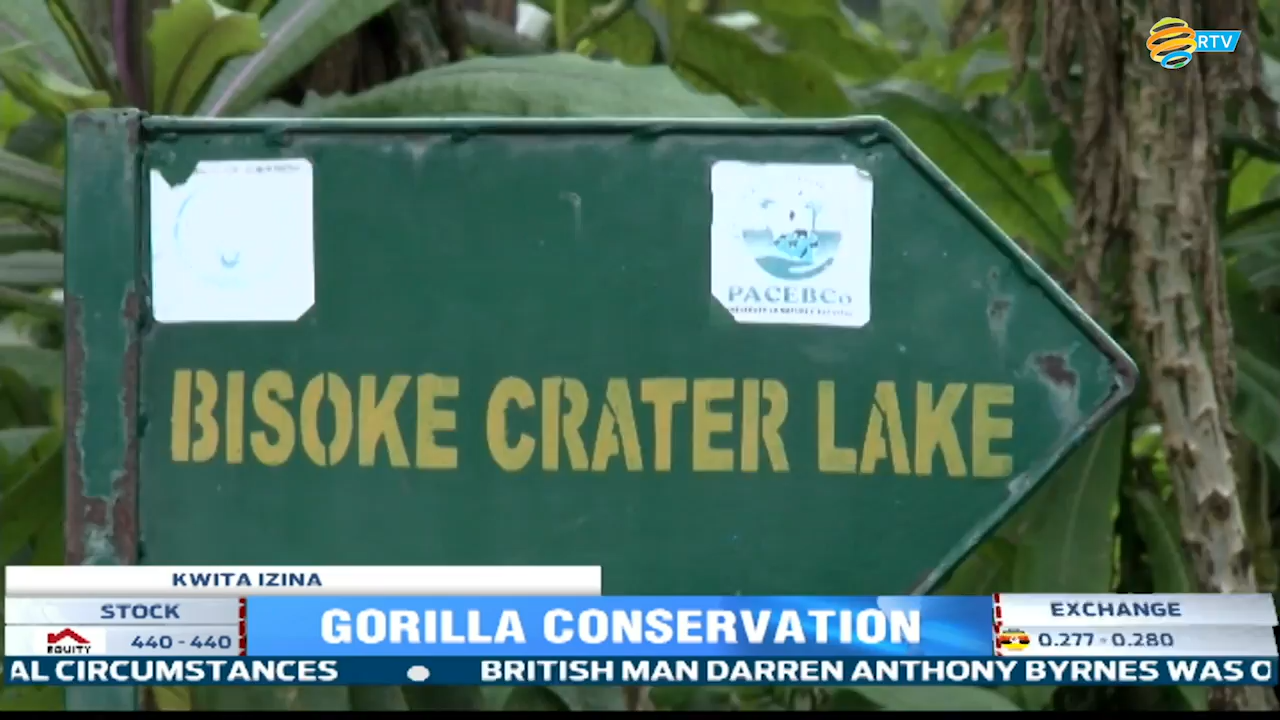 RTV
PACEBCo
BISOKE CRATER LAKE
KWITA IZINA
STOCK
EQUITY
440 - 440
GORILLA CONSERVATION
EXCHANGE
0.277 - 0.280
AL CIRCUMSTANCES
BRITISH MAN DARREN ANTHONY BYRNES WAS